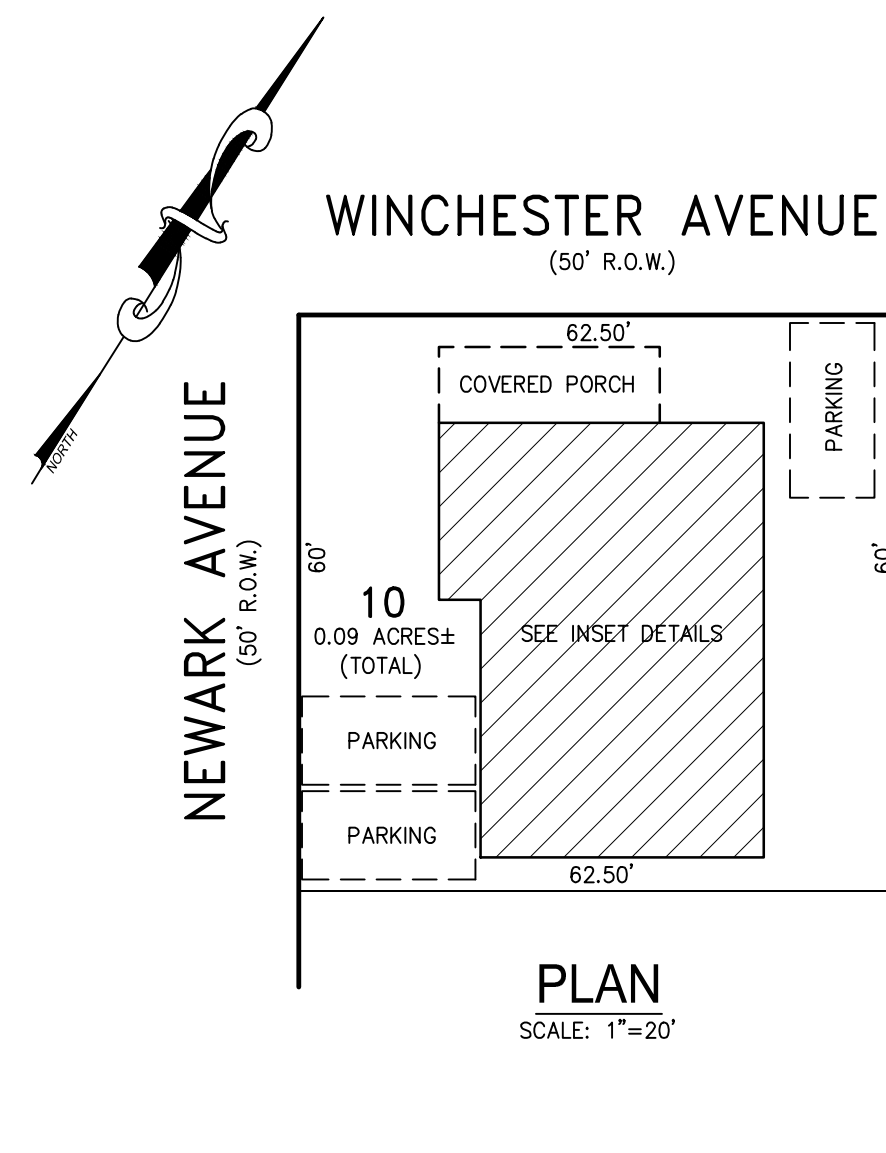 WINCHESTER AVENUE
(50' R.O.W.)
62.50'
COVERED PORCH
PARKING
NORTH
NEWARK AVENUE
(50' R.O.W.)
60'
60'
10
0.09 ACRES±
(TOTAL)
SEE INSET DETAILS
PARKING
PARKING
62.50'
PLAN
SCALE: 1"=20'